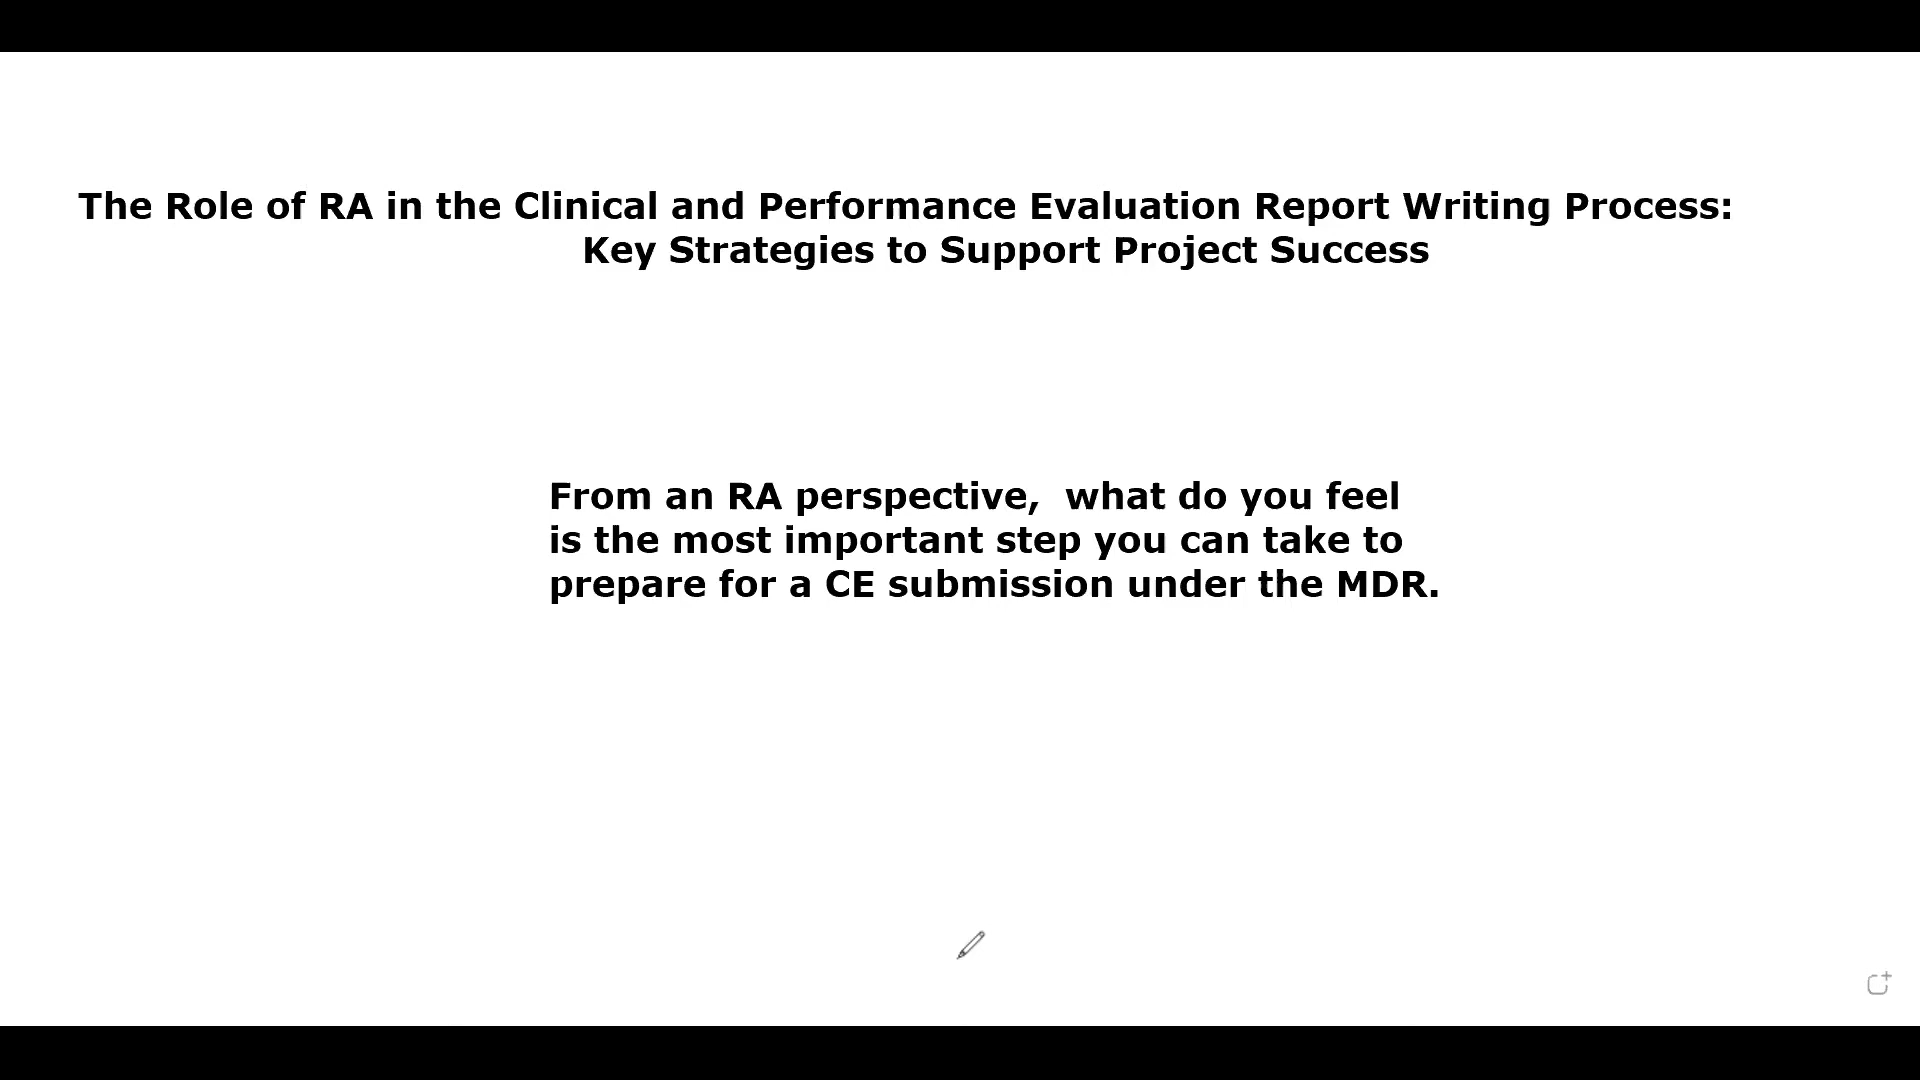 The Role of RA in the Clinical and Performance Evaluation Report Writing Process:
Key Strategies to Support Project Success
From an RA perspective,  what do you feel
is the most important step you can take to
prepare for a CE submission under the MDR.